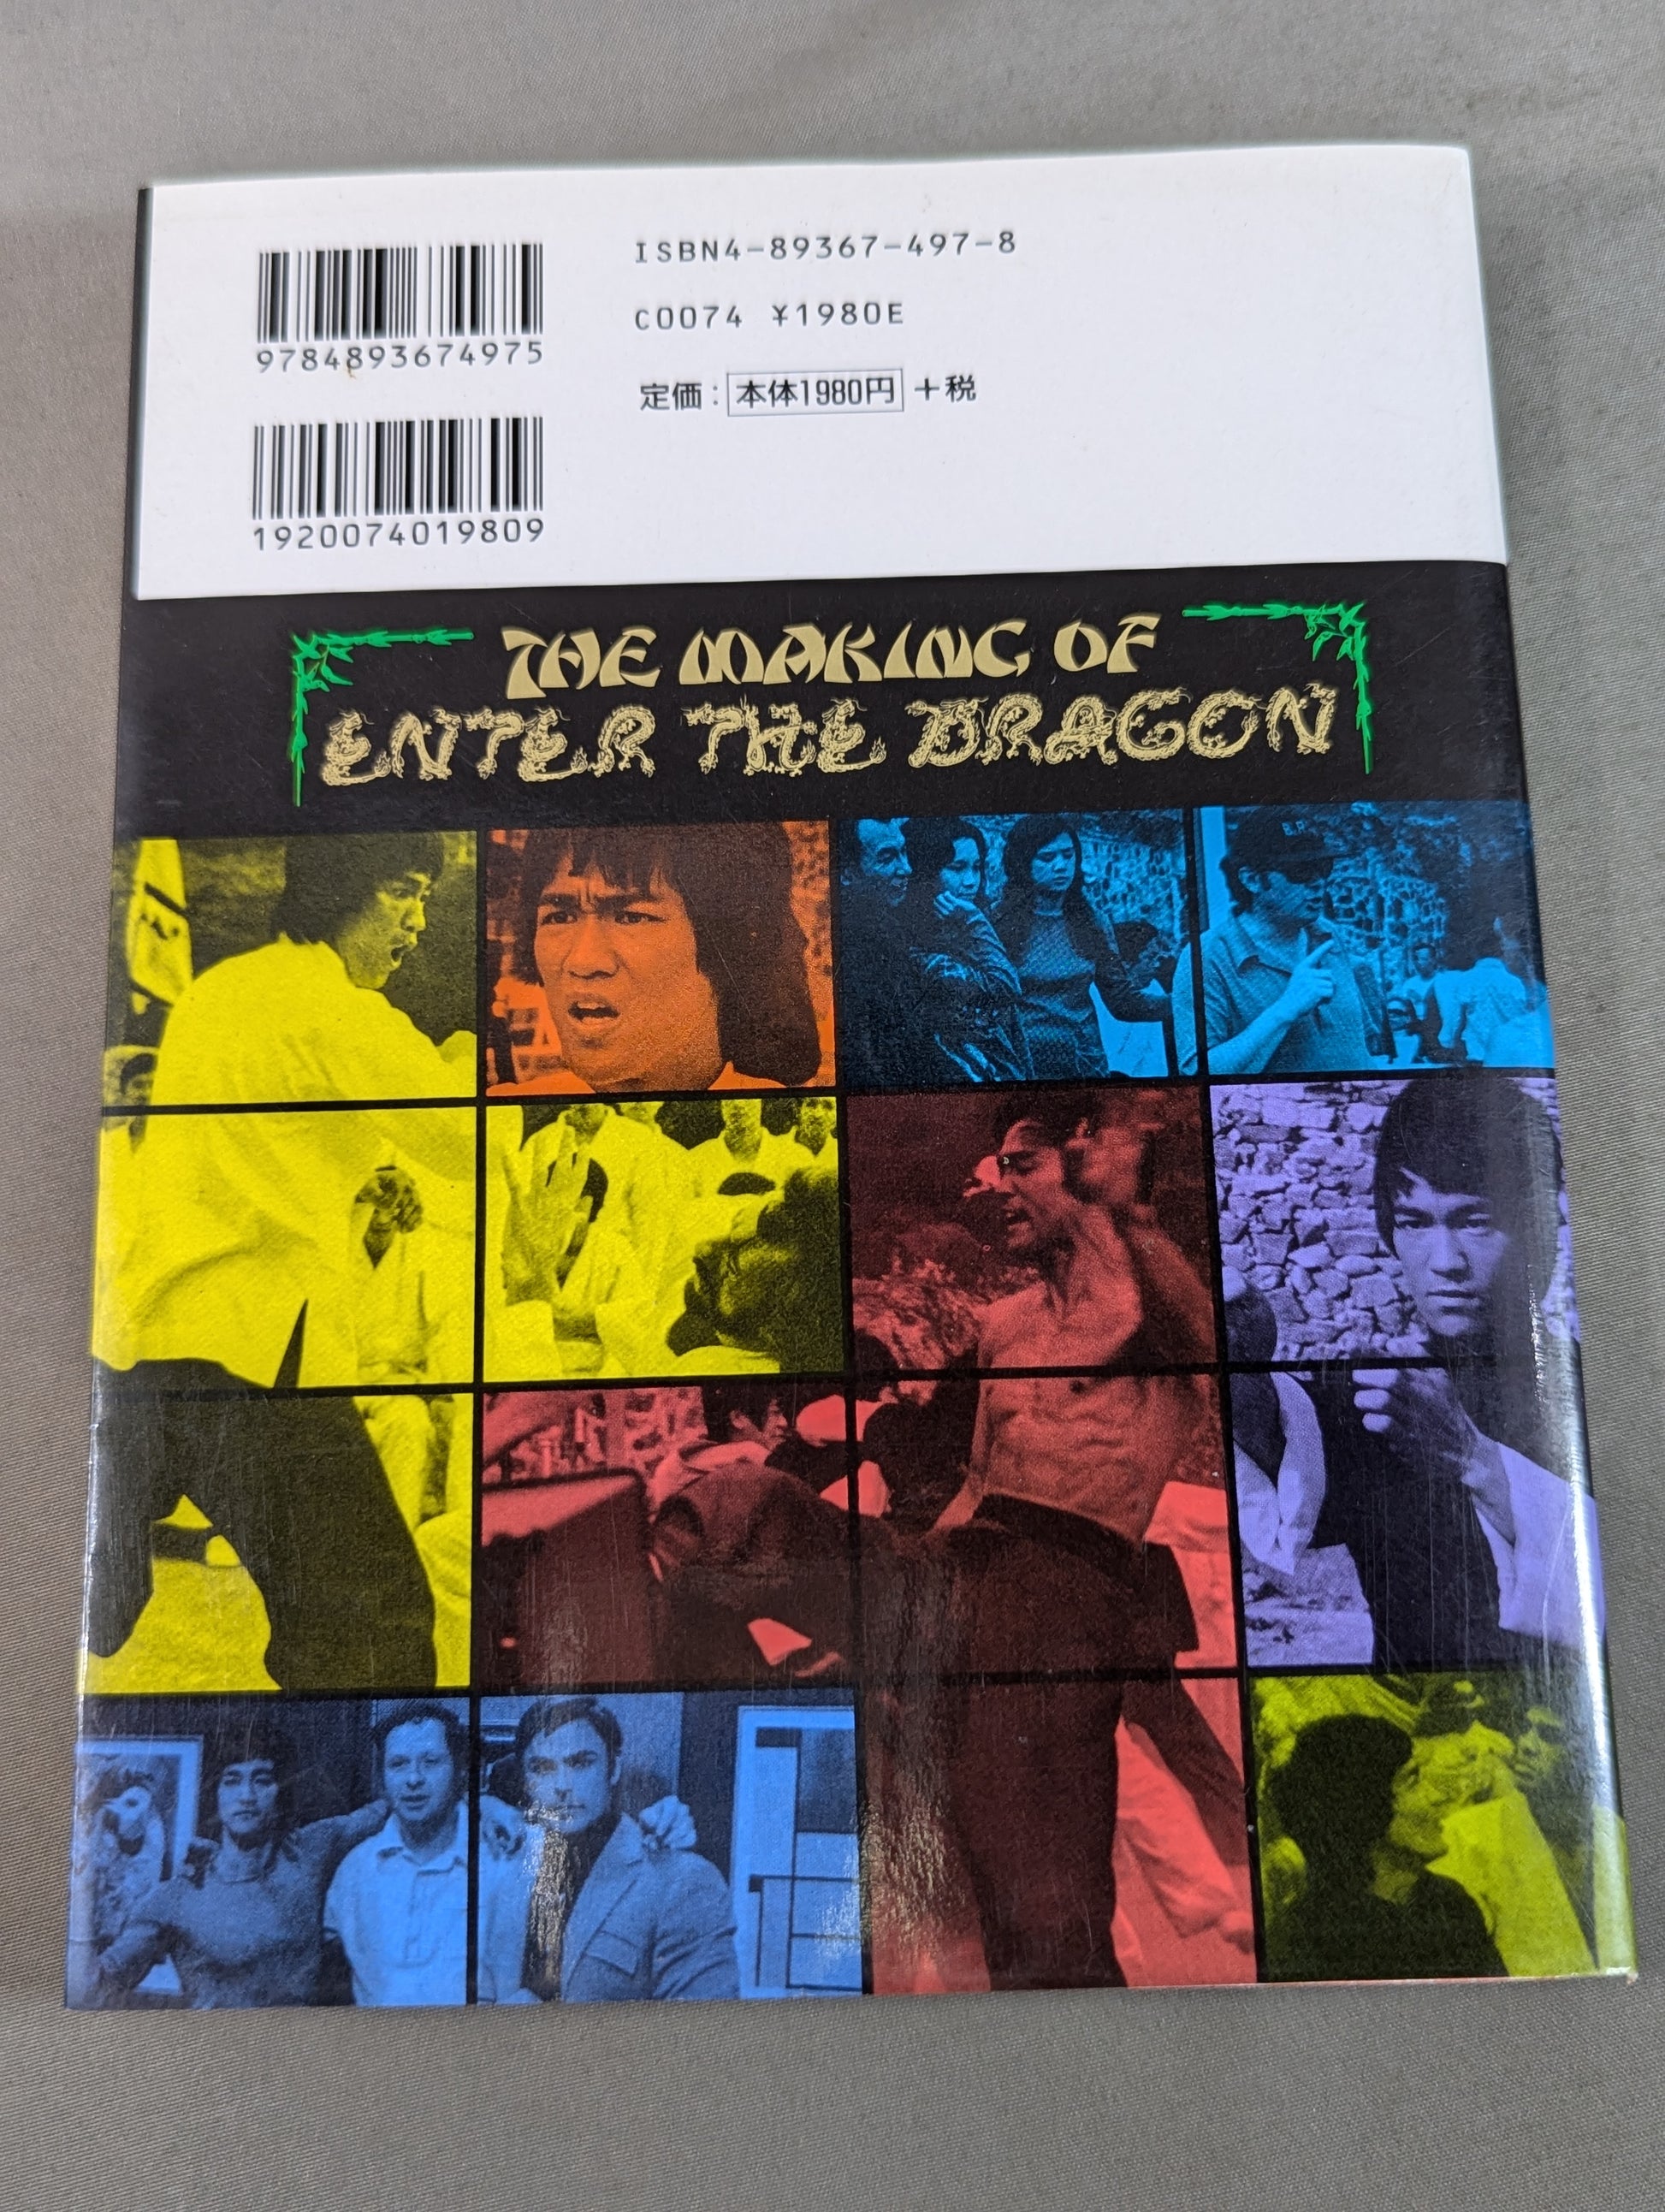 ISBN4-89367-497-8
C0074 ¥1980E
定価：本体1980円＋税
9784893674975
1920074019809
THE MAKING OF
ENTER THE DRAGON